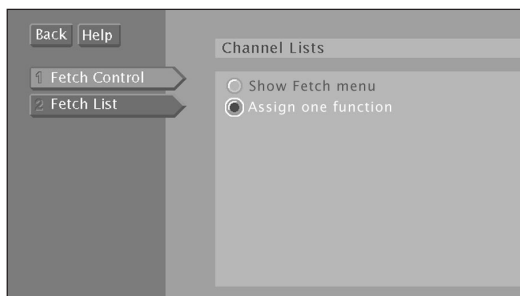 Back Help
1 Fetch Control
2 Fetch List
Channel Lists
Show Fetch menu
Assign one function